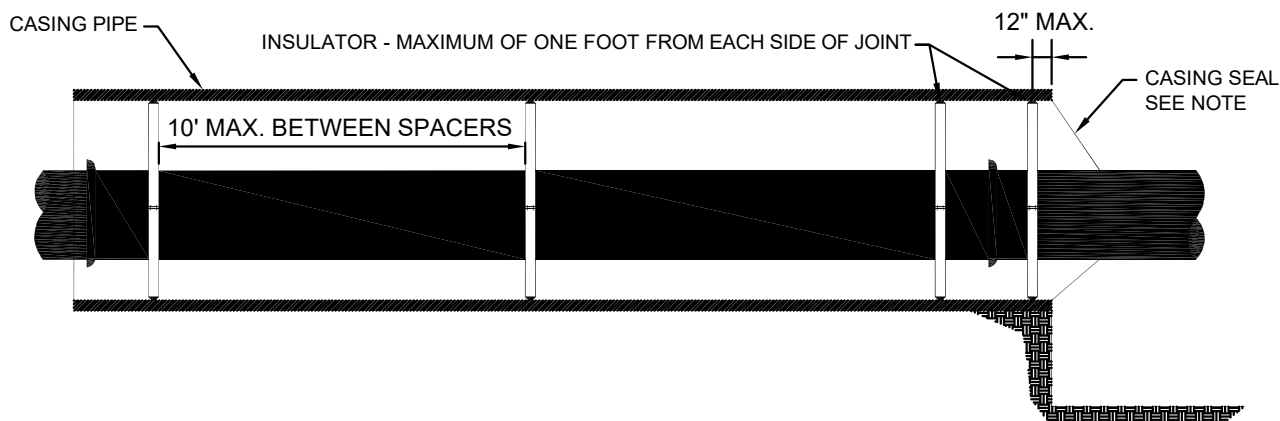 CASING PIPE
12" MAX.
INSULATOR - MAXIMUM OF ONE FOOT FROM EACH SIDE OF JOINT
CASING SEAL
SEE NOTE
10' MAX. BETWEEN SPACERS